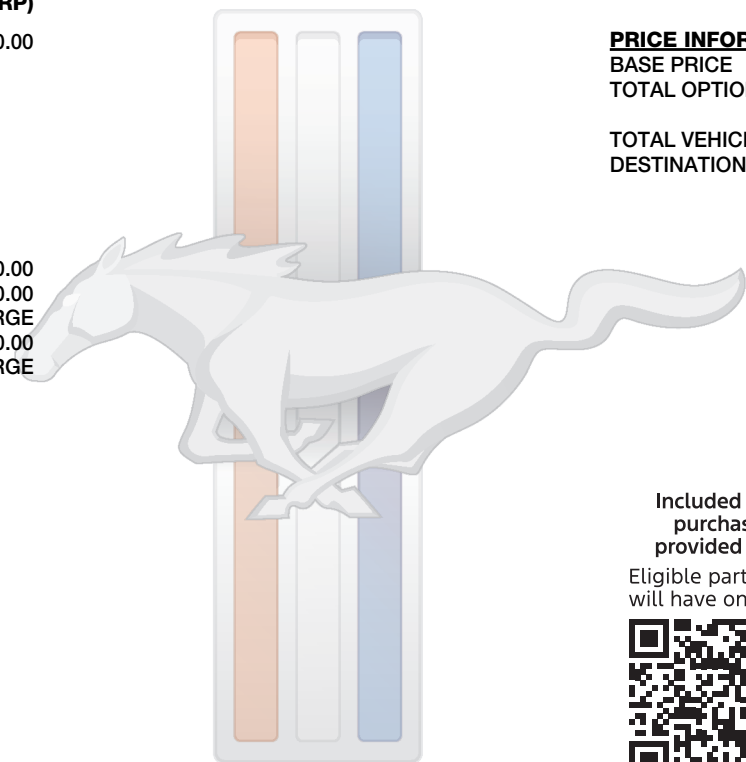 RP)
0.00
0.00
0.00
RGE
0.00
RGE
PRICE INFOR
BASE PRICE
TOTAL OPTIO
TOTAL VEHIC
DESTINATION
Included
purchas
provided
Eligible part
will have on